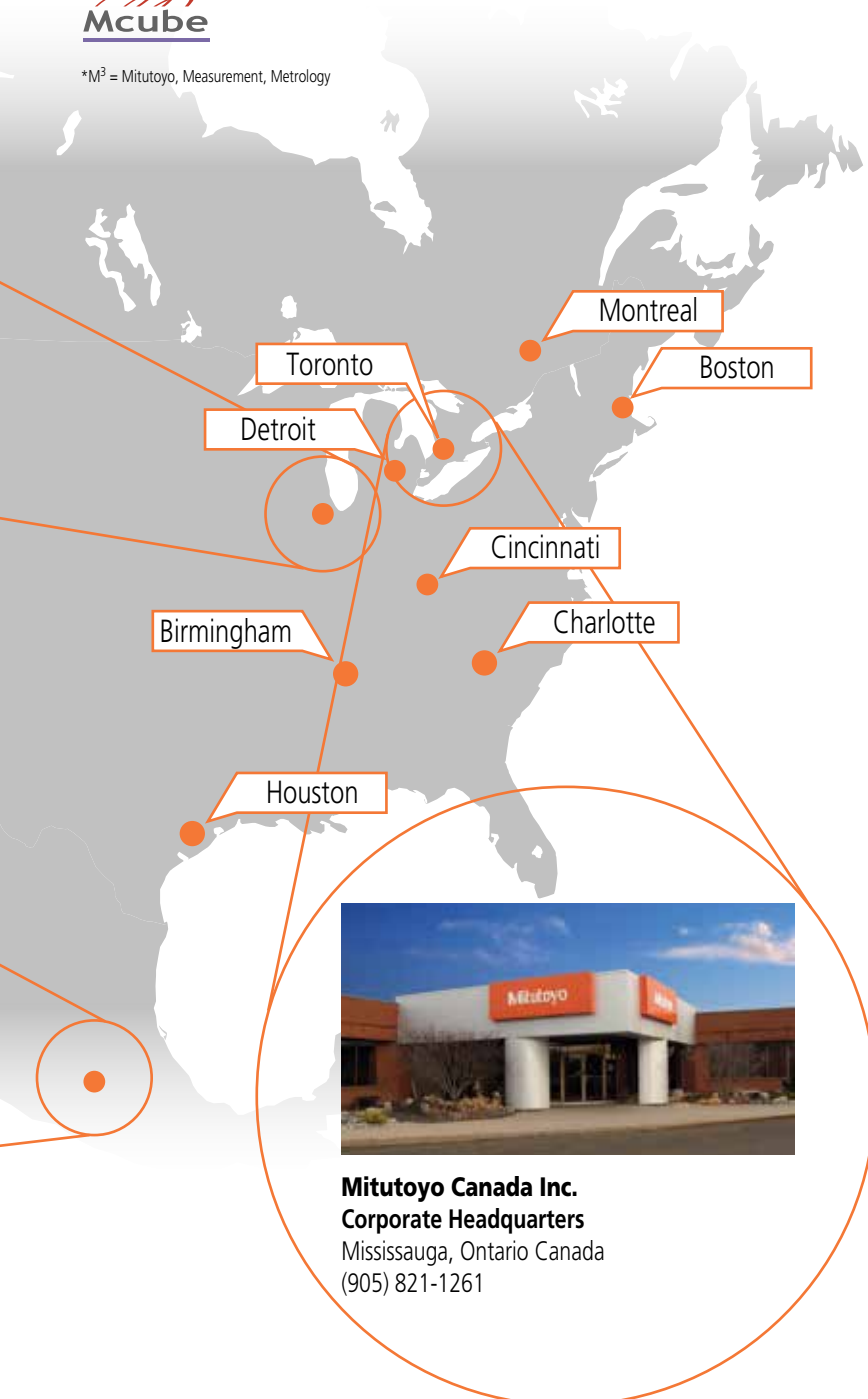 Mcube
*M³ = Mitutoyo, Measurement, Metrology
Montreal
Toronto
Boston
Detroit
Cincinnati
Birmingham
Charlotte
Houston
Mitutoyo
Mitutoyo Canada Inc.
Corporate Headquarters
Mississauga, Ontario Canada
(905) 821-1261